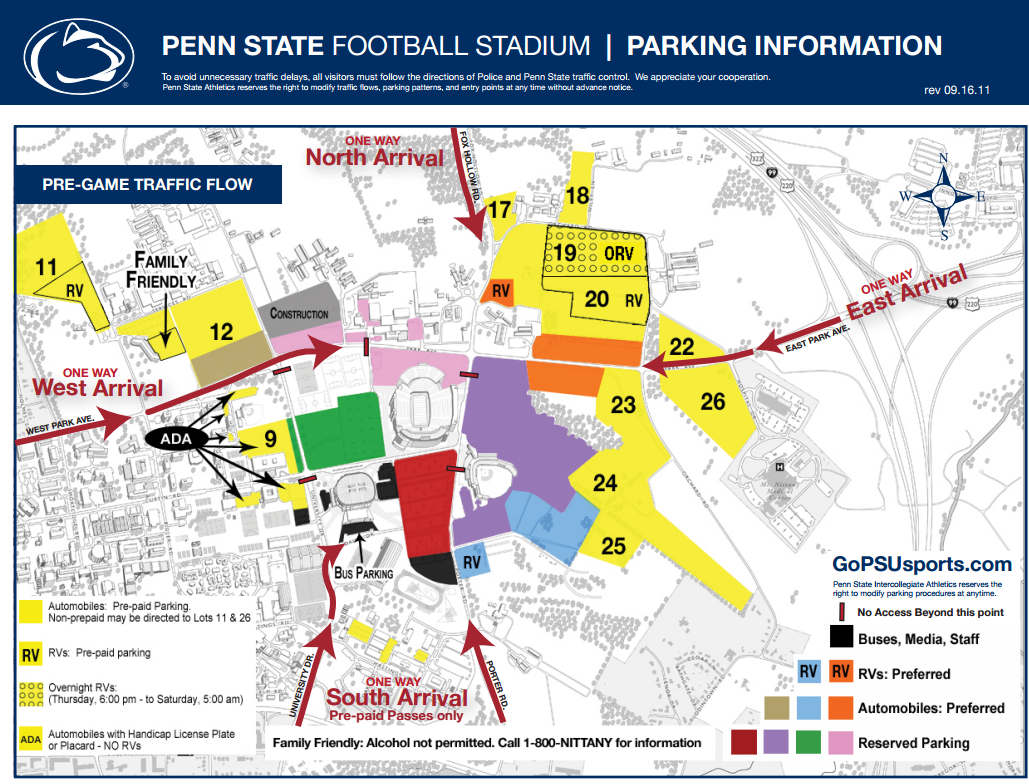 PENN STATE FOOTBALL STADIUM | PARKING INFORMATION
To avoid unnecessary traffic delays, all visitors must follow the directions of Police and Penn State traffic control. We appreciate your cooperation.
Penn State Athletics reserves the right to modify traffic flows, parking patterns, and entry points at any time without advance notice.
rev 09.16.11
PRE-GAME TRAFFIC FLOW
ONE WAY
North Arrival
FOX HOLLOW RD.
N
W
E
S
322
99
220
17
18
19
ORV
20
RV
RV
11
RV
FAMILY
FRIENDLY
12
CONSTRUCTION
ONE WAY
East Arrival
EAST PARK AVE.
99
220
22
26
23
ONE WAY
West Arrival
WEST PARK AVE.
ADA
9
24
25
H
BUS PARKING
RV
UNIVERSITY DR.
PORTER RD.
ONE WAY
South Arrival
Pre-paid Passes only
Automobiles: Pre-paid Parking.
Non-prepaid may be directed to Lots 11 & 26
RV
RVs: Pre-paid parking
Overnight RVs:
(Thursday, 6:00 pm - to Saturday, 5:00 am)
ADA
Automobiles with Handicap License Plate
or Placard - NO RVs
Family Friendly: Alcohol not permitted. Call 1-800-NITTANY for information
GoPSUsports.com
Penn State Intercollegiate Athletics reserves the
right to modify parking procedures at anytime.
No Access Beyond this point
Buses, Media, Staff
RV RV RVs: Preferred
Automobiles: Preferred
Reserved Parking